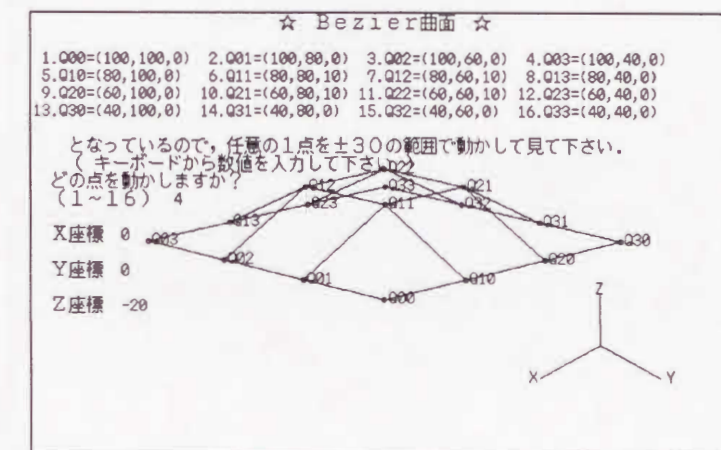 ☆ Bezier曲面 ☆
1.Q00=(100,100,0) 2.Q01=(100,80,0) 3.Q02=(100,60,0) 4.Q03=(100,40,0)
5.Q10=(80,100,0) 6.Q11=(80,80,10) 7.Q12=(80,60,10) 8.Q13=(80,40,0)
9.Q20=(60,100,0) 10.Q21=(60,80,10) 11.Q22=(60,60,10) 12.Q23=(60,40,0)
13.Q30=(40,100,0) 14.Q31=(40,80,0) 15.Q32=(40,60,0) 16.Q33=(40,40,0)
となっているので，任意の１点を±３０の範囲で動かして見て下さい．
( キーボードから数値を入力して下さい )
どの点を動かしますか？
(１～１６) 4
X座標 0
Y座標 0
Z座標 -20
Q22
Q12 Q33 Q21
Q23 Q11 Q32
Q13 Q31
Q03 Q30
Q02 Q20
Q01 Q10
Q00
Z
X Y